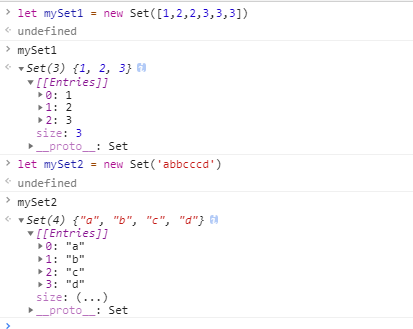 > let mySet1 = new Set([1,2,2,3,3,3])
undefined
> mySet1
Set(3) {1, 2, 3}
[[Entries]]
0: 1
1: 2
2: 3
size: 3
__proto__: Set
> let mySet2 = new Set('abbcccd')
undefined
> mySet2
Set(4) {"a", "b", "c", "d"}
[[Entries]]
0: "a"
1: "b"
2: "c"
3: "d"
size: (...)
__proto__: Set
>